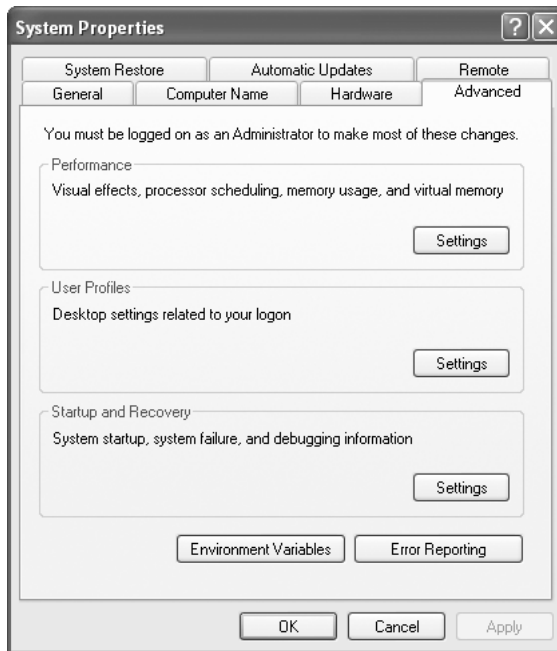 System Properties
System Restore Automatic Updates Remote
General Computer Name Hardware Advanced
You must be logged on as an Administrator to make most of these changes.
Performance
Visual effects, processor scheduling, memory usage, and virtual memory
Settings
User Profiles
Desktop settings related to your logon
Settings
Startup and Recovery
System startup, system failure, and debugging information
Settings
Environment Variables Error Reporting
OK Cancel Apply